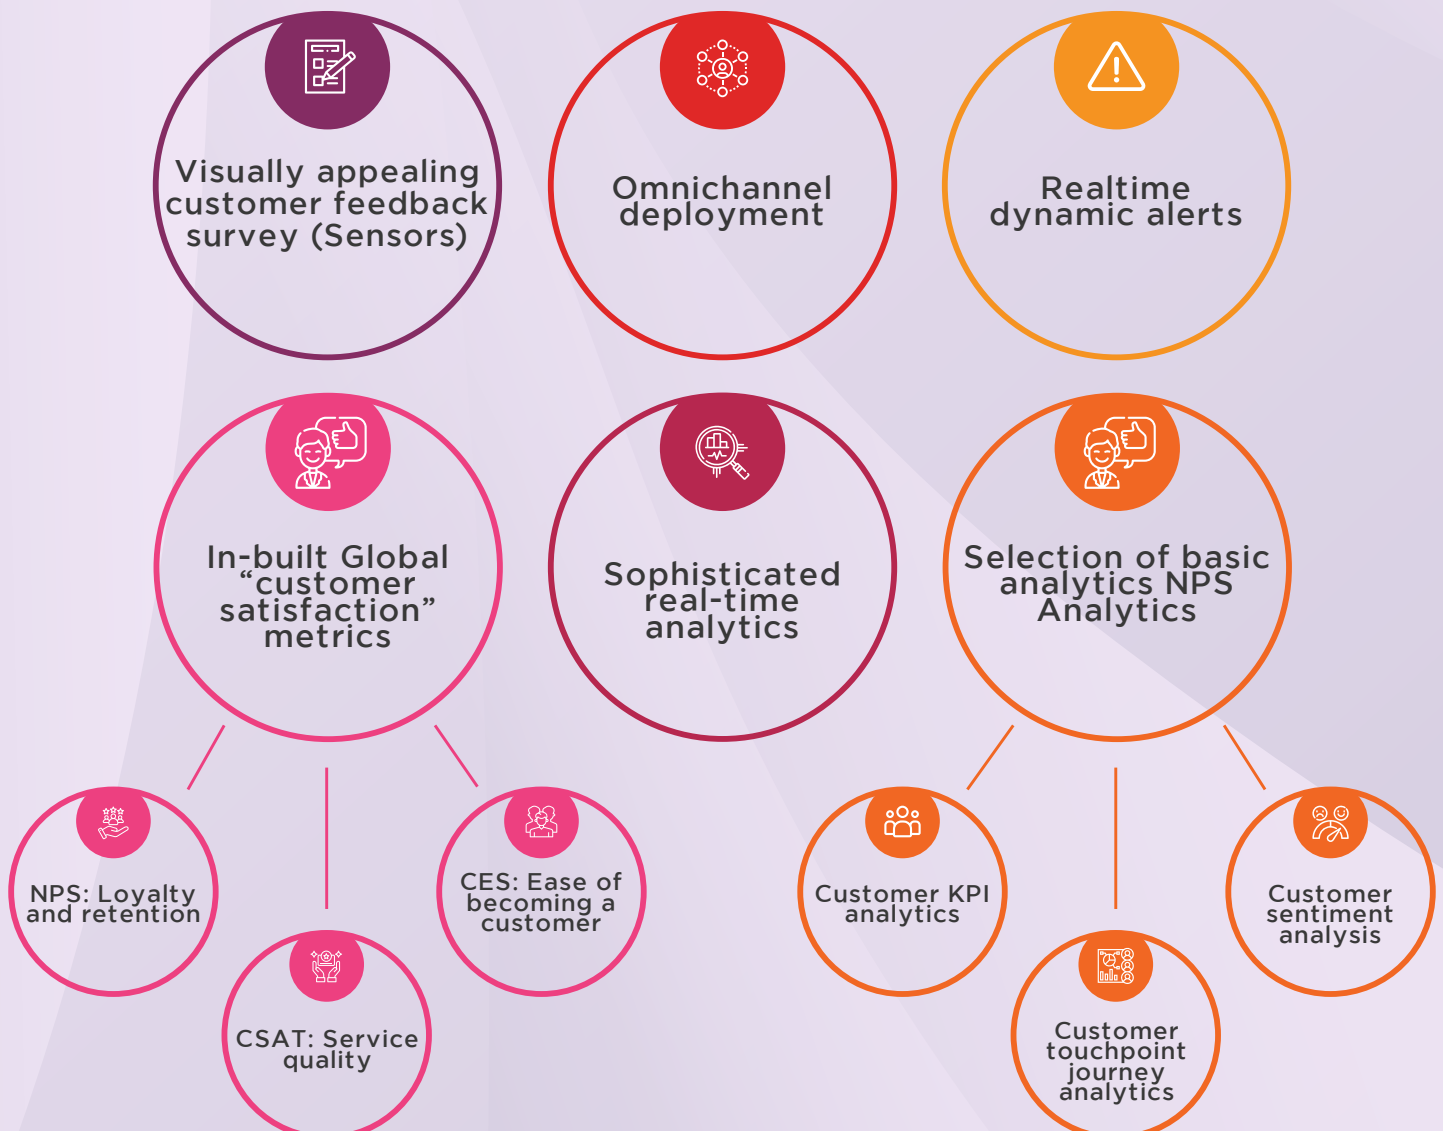 Visually appealing
customer feedback
survey (Sensors)
Omnichannel
deployment
Realtime
dynamic alerts
In-built Global
“customer
satisfaction”
metrics
Sophisticated
real-time
analytics
Selection of basic
analytics NPS
Analytics
NPS: Loyalty
and retention
CSAT: Service
quality
CES: Ease of
becoming a
customer
Customer KPI
analytics
Customer
touchpoint
journey
analytics
Customer
sentiment
analysis